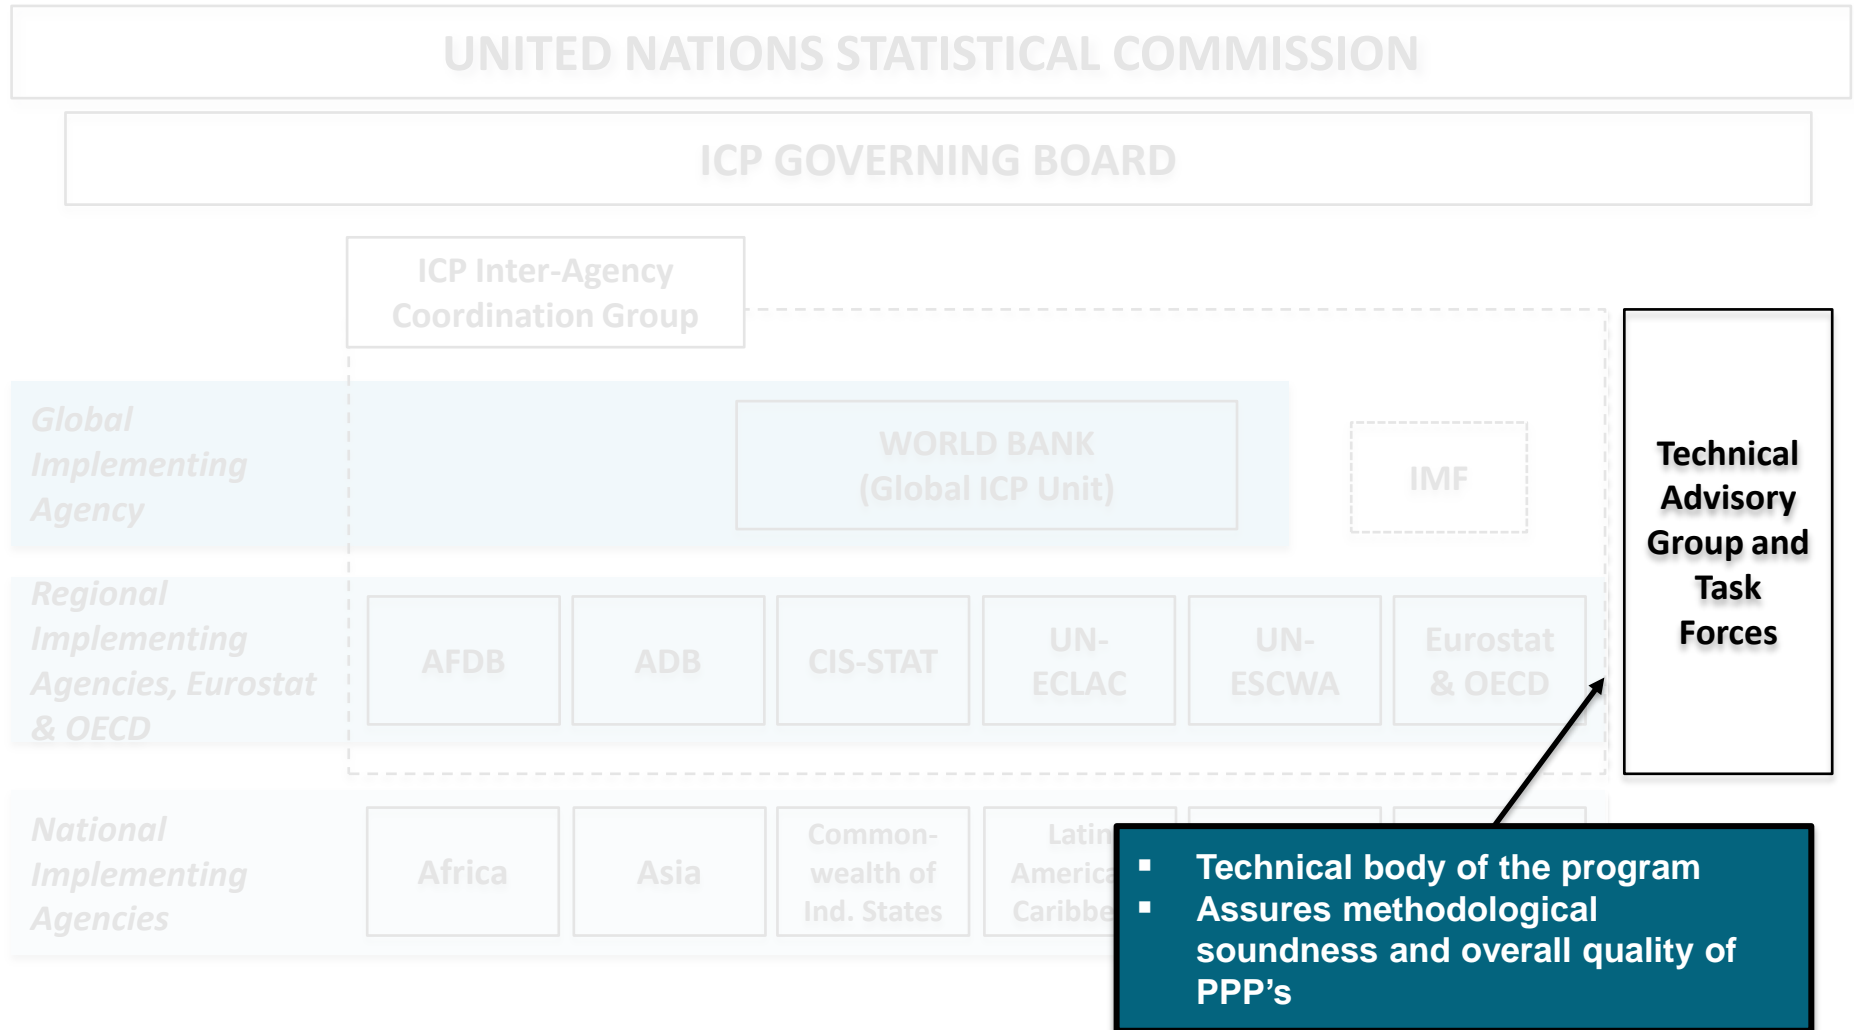 UNITED NATIONS STATISTICAL COMMISSION
ICP GOVERNING BOARD
ICP Inter-Agency
Coordination Group
Global
Implementing
Agency
WORLD BANK
(Global ICP Unit)
IMF
Technical
Advisory
Group and
Task
Forces
Regional
Implementing
Agencies, Eurostat
& OECD
AFDB
ADB
CIS-STAT
UN-
ECLAC
UN-
ESCWA
Eurostat
& OECD
National
Implementing
Agencies
Africa
Asia
Common-
wealth of
Ind. States
Latin
▪ Technical body of the program
▪ Assures methodological
soundness and overall quality of
PPP’s